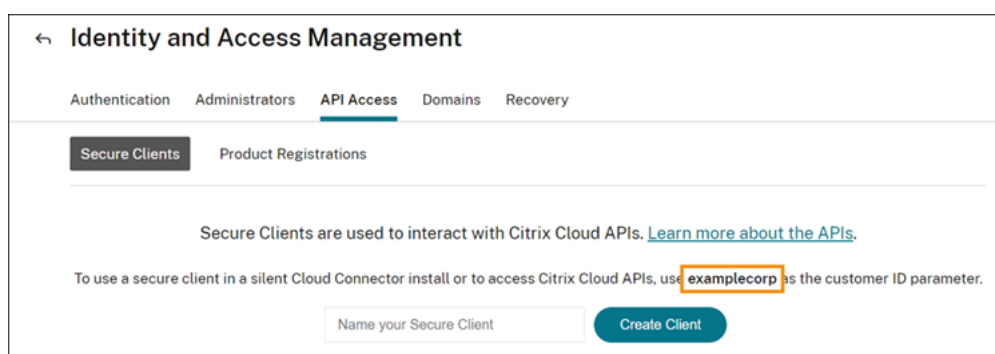 Identity and Access Management
Authentication Administrators API Access Domains Recovery
Secure Clients Product Registrations
Secure Clients are used to interact with Citrix Cloud APIs. Learn more about the APIs.
To use a secure client in a silent Cloud Connector install or to access Citrix Cloud APIs, use examplecorp as the customer ID parameter.
Name your Secure Client Create Client